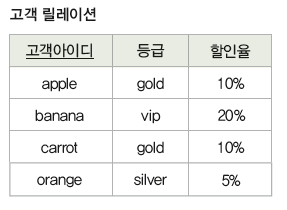 고객 릴레이션
고객아이디 등급 할인율
apple gold 10%
banana vip 20%
carrot gold 10%
orange silver 5%